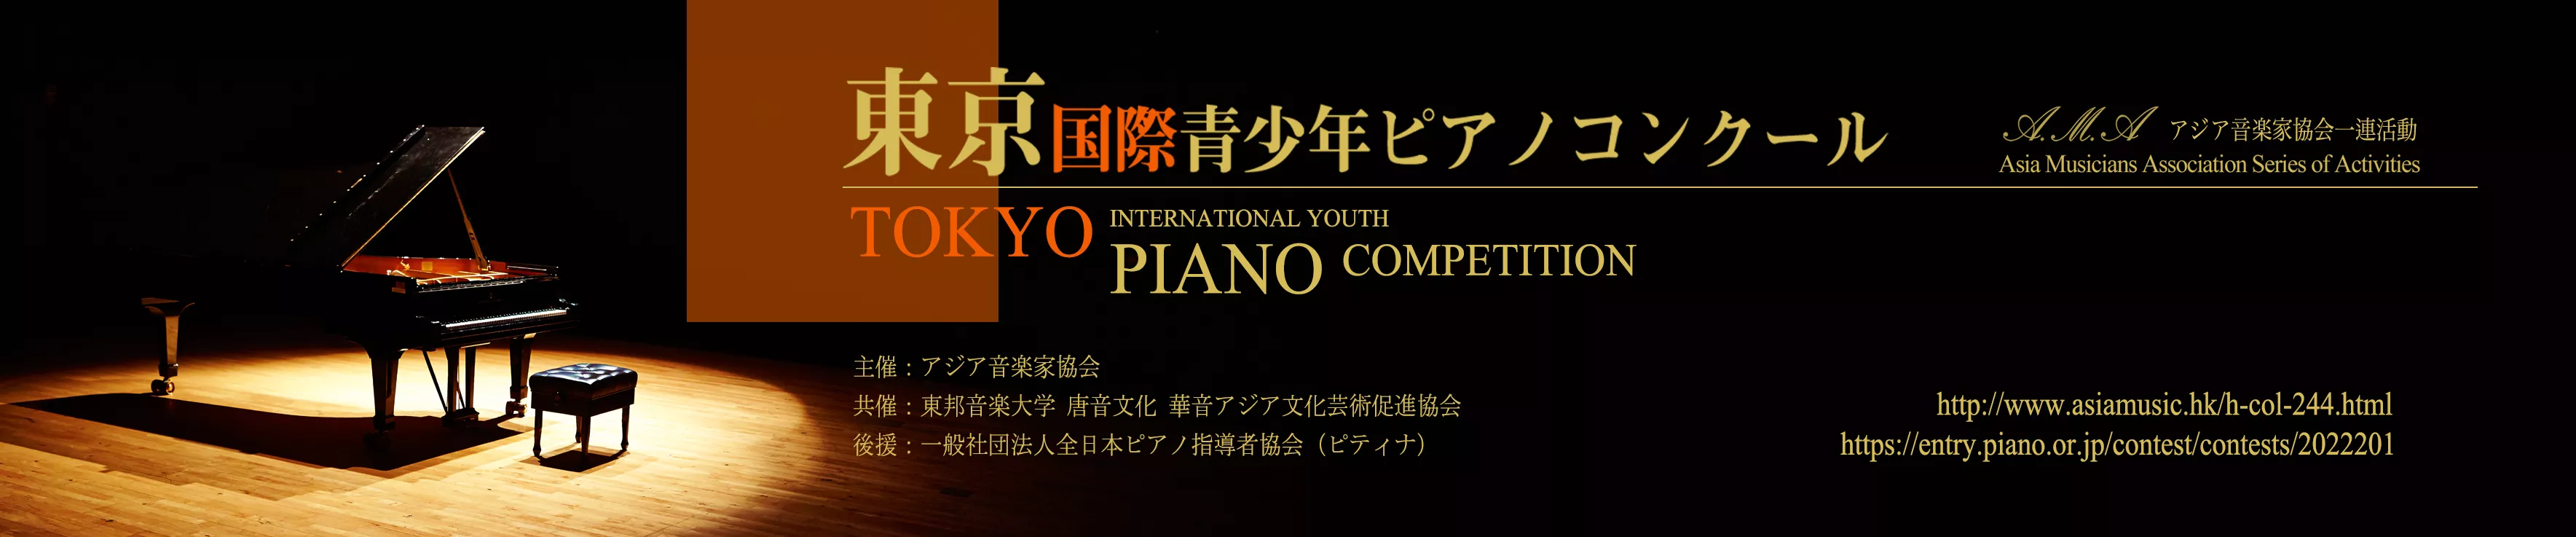 東京国際青少年ピアノコンクール
A.M.A アジア音楽家協会一連活動
Asia Musicians Association Series of Activities
TOKYO INTERNATIONAL YOUTH
PIANO COMPETITION
主催：アジア音楽家協会
共催：東邦音楽大学 唐音文化 華音アジア文化芸術促進協会
後援：一般社団法人全日本ピアノ指導者協会（ピティナ）
http://www.asiamusic.hk/h-col-244.html
https://entry.piano.or.jp/contest/contests/2022201